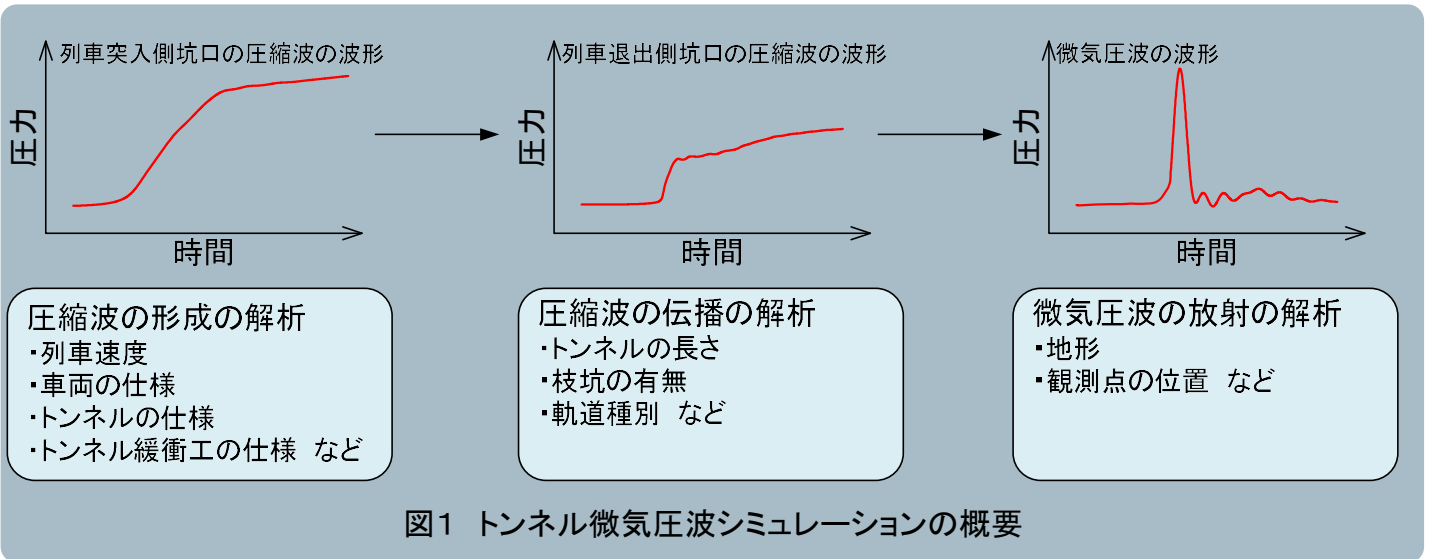 列車突入側坑口の圧縮波の波形
圧力
時間
列車退出側坑口の圧縮波の波形
圧力
時間
微気圧波の波形
圧力
時間
圧縮波の形成の解析
・列車速度
・車両の仕様
・トンネルの仕様
・トンネル緩衝工の仕様 など
圧縮波の伝播の解析
・トンネルの長さ
・枝坑の有無
・軌道種別 など
微気圧波の放射の解析
・地形
・観測点の位置 など
図1 トンネル微気圧波シミュレーションの概要